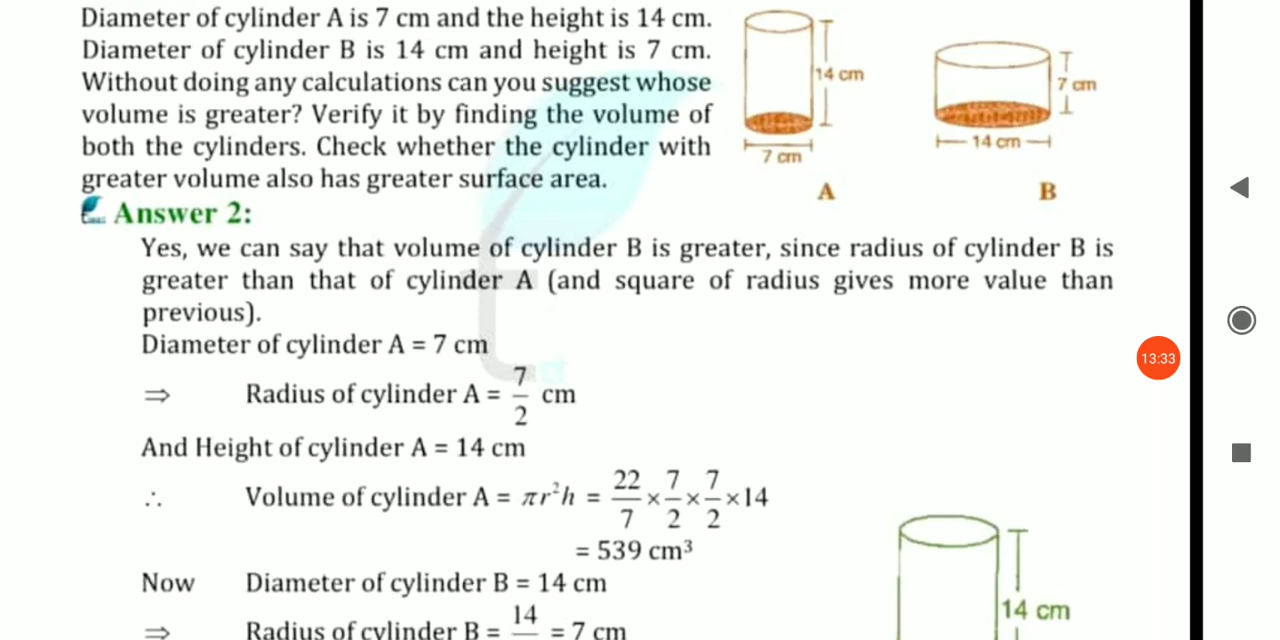 Diameter of cylinder A is 7 cm and the height is 14 cm.
Diameter of cylinder B is 14 cm and height is 7 cm.
Without doing any calculations can you suggest whose
volume is greater? Verify it by finding the volume of
both the cylinders. Check whether the cylinder with
greater volume also has greater surface area.
14 cm
7 cm
A
7 cm
14 cm
B
Answer 2:
Yes, we can say that volume of cylinder B is greater, since radius of cylinder B is
greater than that of cylinder A (and square of radius gives more value than
previous).
Diameter of cylinder A = 7 cm
⇒ Radius of cylinder A = 7/2 cm
And Height of cylinder A = 14 cm
∴ Volume of cylinder A = πr²h = 22/7 × 7/2 × 7/2 × 14
= 539 cm³
Now Diameter of cylinder B = 14 cm
⇒ Radius of cylinder B = 14 = 7 cm
14 cm
13:33